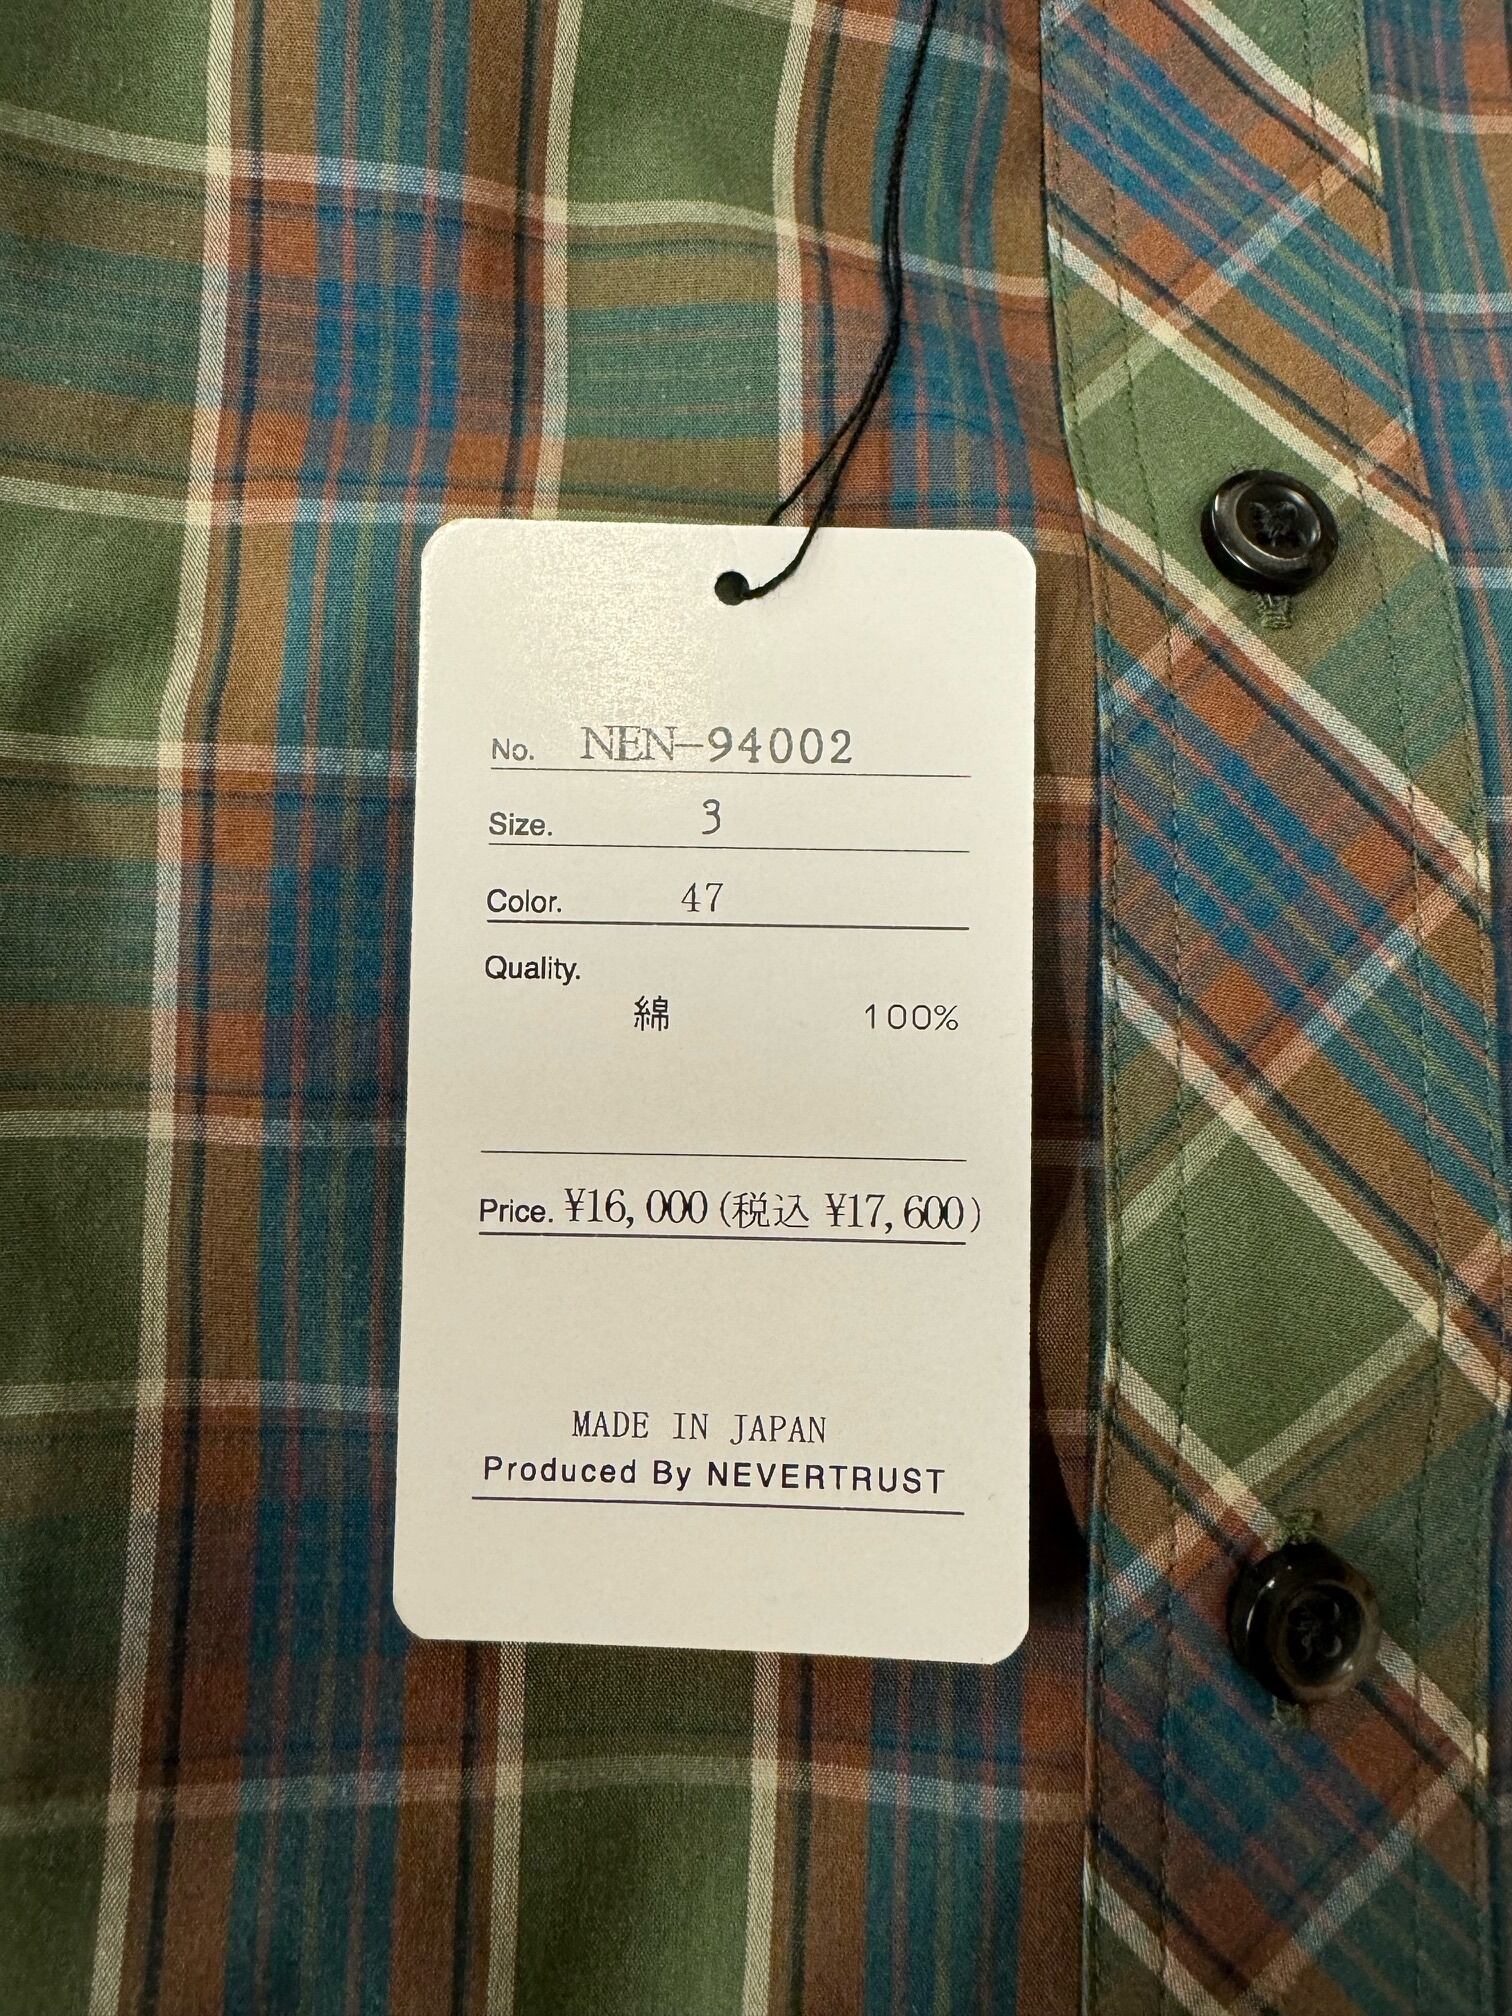 No. NEN-94002
Size. 3
Color. 47
Quality.
綿 100%
Price. ¥16,000(税込 ¥17,600)
MADE IN JAPAN
Produced By NEVERTRUST